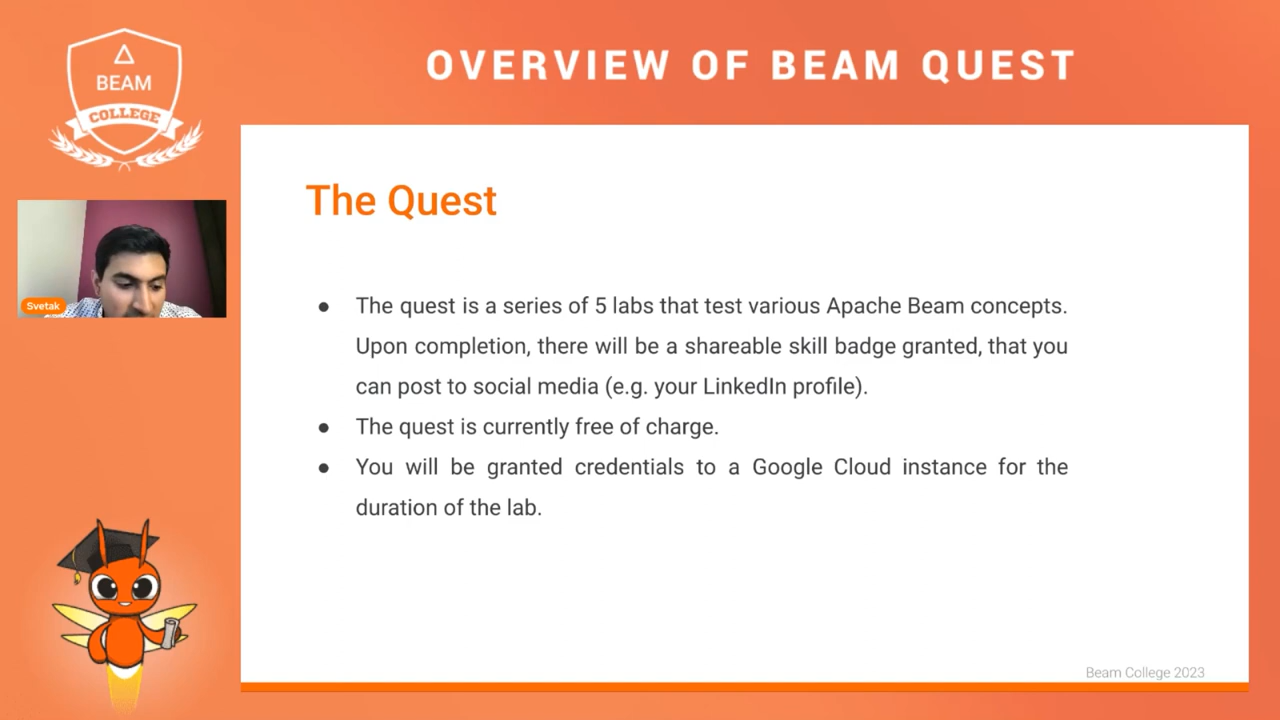 OVERVIEW OF BEAM QUEST
BEAM
COLLEGE
The Quest
Svetak
● The quest is a series of 5 labs that test various Apache Beam concepts.
Upon completion, there will be a shareable skill badge granted, that you
can post to social media (e.g. your LinkedIn profile).
● The quest is currently free of charge.
● You will be granted credentials to a Google Cloud instance for the
duration of the lab.
Beam College 2023